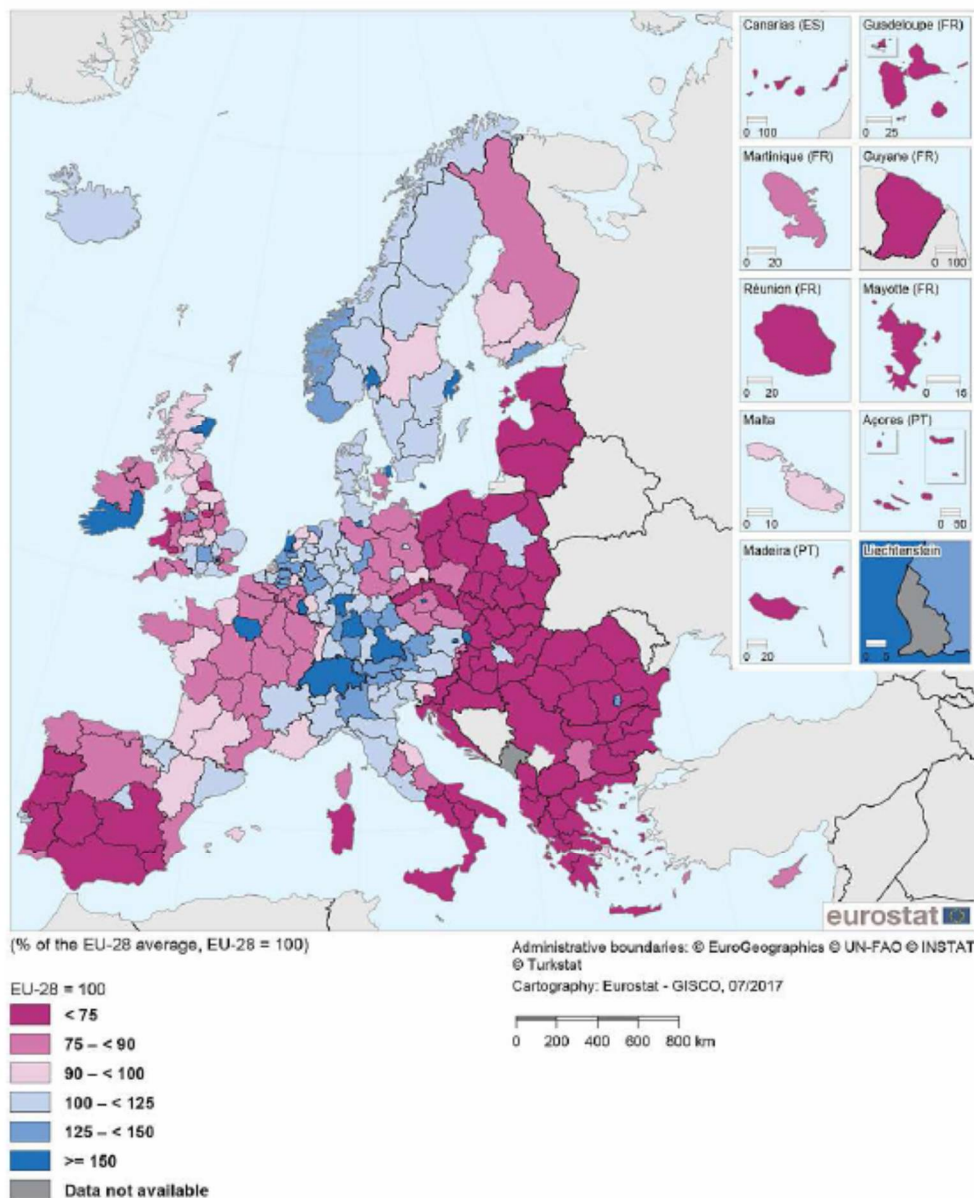 Canarias (ES)
0 100
Guadeloupe (FR)
0 25
Martinique (FR)
0 20
Guyane (FR)
0 100
Réunion (FR)
0 20
Mayotte (FR)
0 15
Malta
0 10
Açores (PT)
0 50
Madeira (PT)
0 20
Liechtenstein
0 5
eurostat
(% of the EU-28 average, EU-28 = 100)
Administrative boundaries: © EuroGeographics © UN-FAO © INSTAT
© Turkstat
Cartography: Eurostat - GISCO, 07/2017
0 200 400 600 800 km
EU-28 = 100
< 75
75 – < 90
90 – < 100
100 – < 125
125 – < 150
>= 150
Data not available